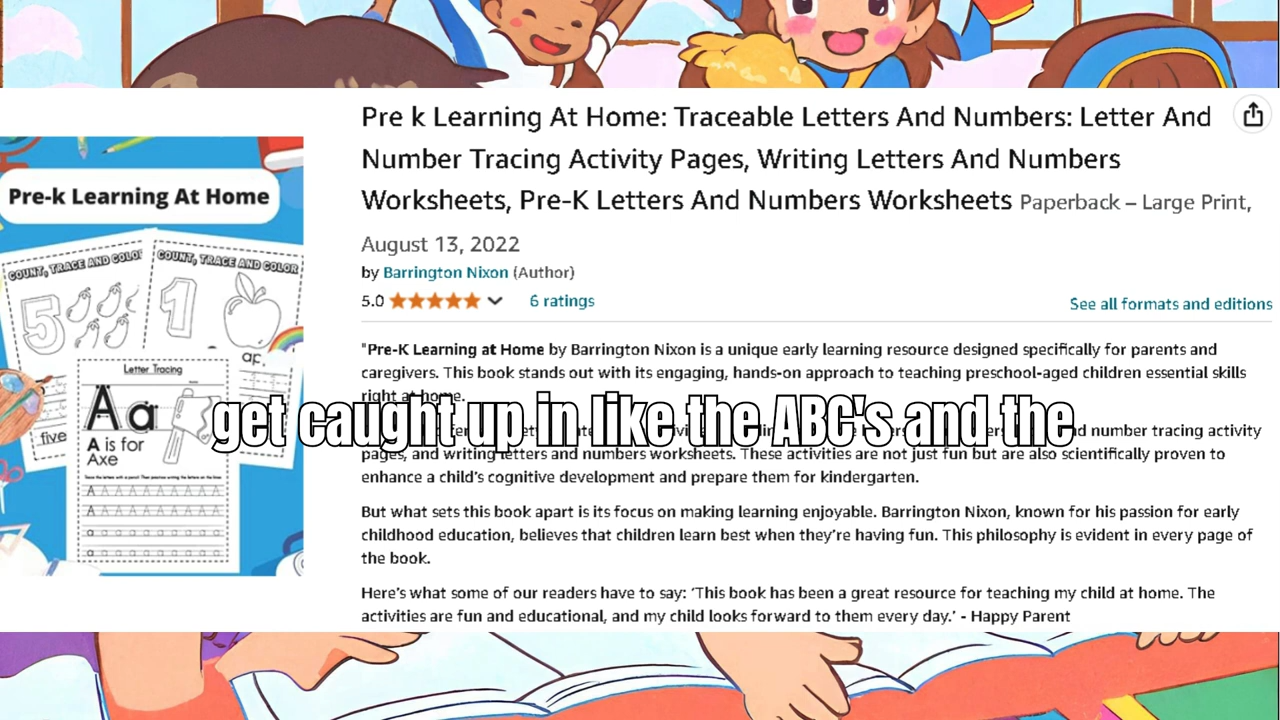 Pre k Learning At Home: Traceable Letters And Numbers: Letter And
Number Tracing Activity Pages, Writing Letters And Numbers
Worksheets, Pre-K Letters And Numbers Worksheets Paperback – Large Print,
August 13, 2022
by Barrington Nixon (Author)
5.0 6 ratings
See all formats and editions
"Pre-K Learning at Home by Barrington Nixon is a unique early learning resource designed specifically for parents and
caregivers. This book stands out with its engaging, hands-on approach to teaching preschool-aged children essential skills
right at home.
get caught up in like the ABC's and the
and number tracing activity
pages, and writing letters and numbers worksheets. These activities are not just fun but are also scientifically proven to
enhance a child's cognitive development and prepare them for kindergarten.
But what sets this book apart is its focus on making learning enjoyable. Barrington Nixon, known for his passion for early
childhood education, believes that children learn best when they're having fun. This philosophy is evident in every page of
the book.
Here's what some of our readers have to say: 'This book has been a great resource for teaching my child at home. The
activities are fun and educational, and my child looks forward to them every day.' - Happy Parent
Pre-k Learning At Home
COUNT, TRACE AND COLOR
5
five
COUNT, TRACE AND COLOR
1
ap
Letter Tracing
Aa
A is for
Axe
A A A A A A A A A
A A A A A A A A A
a a a a a a a a a
a a a a a a a a a